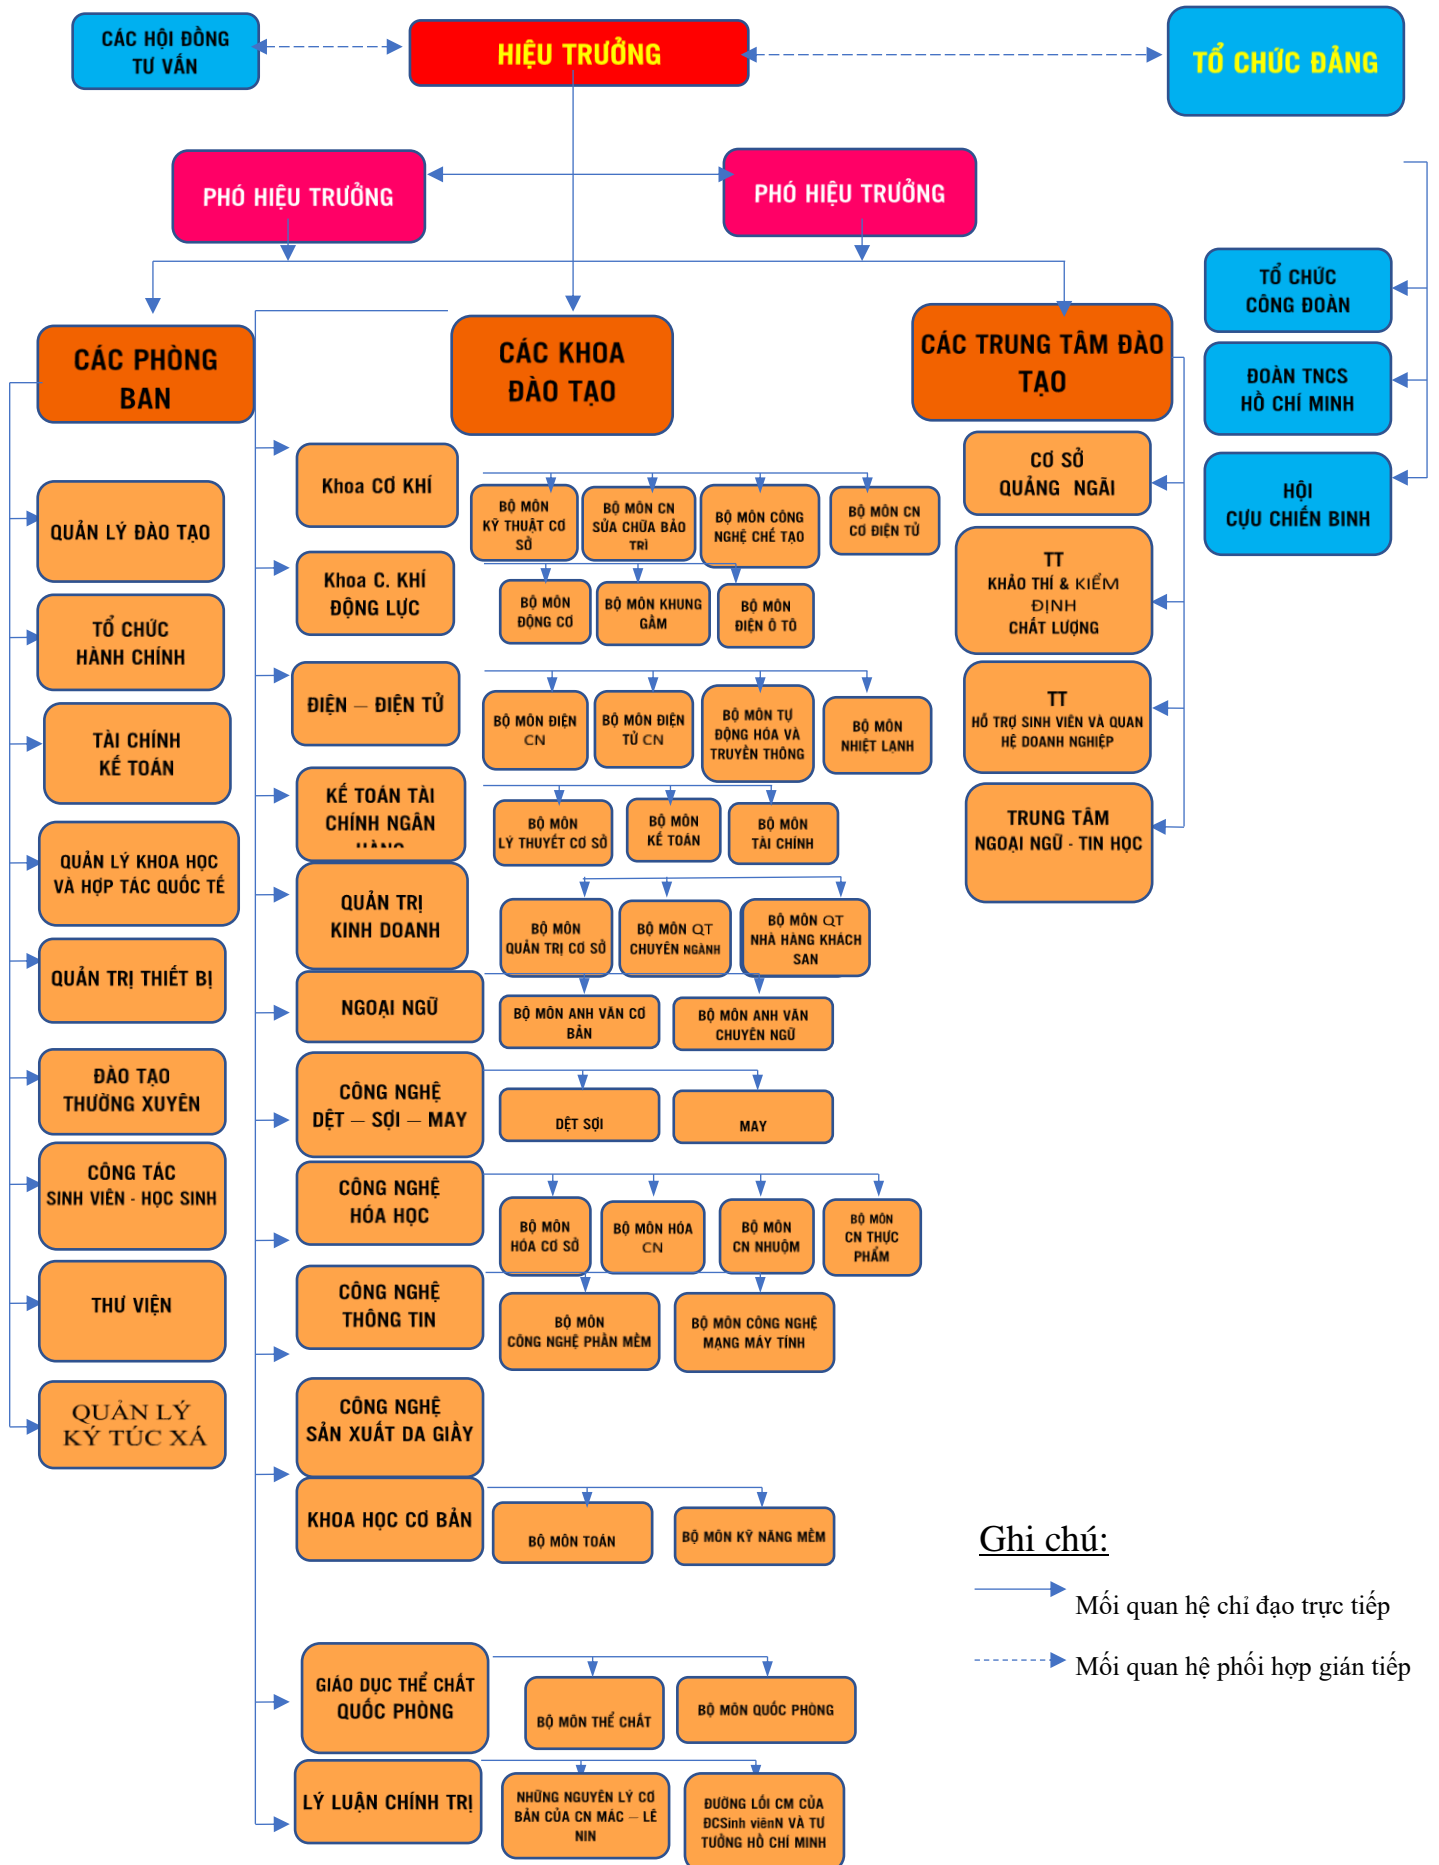 CÁC HỘI ĐỒNG
TƯ VẤN
HIỆU TRƯỞNG
TỔ CHỨC ĐẢNG
PHÓ HIỆU TRƯỞNG
PHÓ HIỆU TRƯỞNG
TỔ CHỨC
CÔNG ĐOÀN
ĐOÀN TNCS
HỒ CHÍ MINH
HỘI
CỰU CHIẾN BINH
CÁC PHÒNG
BAN
CÁC KHOA
ĐÀO TẠO
CÁC TRUNG TÂM ĐÀO
TẠO
QUẢN LÝ ĐÀO TẠO
TỔ CHỨC
HÀNH CHÍNH
TÀI CHÍNH
KẾ TOÁN
QUẢN LÝ KHOA HỌC
VÀ HỢP TÁC QUỐC TẾ
QUẢN TRỊ THIẾT BỊ
ĐÀO TẠO
THƯỜNG XUYÊN
CÔNG TÁC
SINH VIÊN - HỌC SINH
THƯ VIỆN
QUẢN LÝ
KÝ TÚC XÁ
Khoa CƠ KHÍ
BỘ MÔN
KỸ THUẬT CƠ
SỞ
BỘ MÔN CN
SỬA CHỮA BẢO
TRÌ
BỘ MÔN CÔNG
NGHỆ CHẾ TẠO
BỘ MÔN CN
CƠ ĐIỆN TỬ
Khoa C. KHÍ
ĐỘNG LỰC
BỘ MÔN
ĐỘNG CƠ
BỘ MÔN KHUNG
GẦM
BỘ MÔN
ĐIỆN Ô TÔ
ĐIỆN – ĐIỆN TỬ
BỘ MÔN ĐIỆN
CN
BỘ MÔN ĐIỆN
TỬ CN
BỘ MÔN TỰ
ĐỘNG HÓA VÀ
TRUYỀN THÔNG
BỘ MÔN
NHIỆT LẠNH
KẾ TOÁN TÀI
CHÍNH NGÂN
BỘ MÔN
LÝ THUYẾT CƠ SỞ
BỘ MÔN
KẾ TOÁN
BỘ MÔN
TÀI CHÍNH
QUẢN TRỊ
KINH DOANH
BỘ MÔN
QUẢN TRỊ CƠ SỞ
BỘ MÔN QT
CHUYÊN NGÀNH
BỘ MÔN QT
NHÀ HÀNG KHÁCH
SAN
NGOẠI NGỮ
BỘ MÔN ANH VĂN CƠ
BẢN
BỘ MÔN ANH VĂN
CHUYÊN NGỮ
CÔNG NGHỆ
DỆT – SỢI – MAY
DỆT SỢI
MAY
CÔNG NGHỆ
HÓA HỌC
BỘ MÔN
HÓA CƠ SỞ
BỘ MÔN HÓA
CN
BỘ MÔN
CN NHUỘM
BỘ MÔN
CN THỰC
PHẨM
CÔNG NGHỆ
THÔNG TIN
BỘ MÔN
CÔNG NGHỆ PHẦN MỀM
BỘ MÔN CÔNG NGHỆ
MẠNG MÁY TÍNH
CÔNG NGHỆ
SẢN XUẤT DA GIẦY
KHOA HỌC CƠ BẢN
BỘ MÔN TOÁN
BỘ MÔN KỸ NĂNG MỀM
GIÁO DỤC THỂ CHẤT
QUỐC PHÒNG
BỘ MÔN THỂ CHẤT
BỘ MÔN QUỐC PHÒNG
LÝ LUẬN CHÍNH TRỊ
NHỮNG NGUYÊN LÝ CƠ
BẢN CỦA CN MÁC – LÊ
NIN
ĐƯỜNG LỐI CM CỦA
ĐCSinh viênN VÀ TƯ
TƯỞNG HỒ CHÍ MINH
CƠ SỞ
QUẢNG NGÃI
TT
KHẢO THÍ & KIỂM
ĐỊNH
CHẤT LƯỢNG
TT
HỖ TRỢ SINH VIÊN VÀ QUAN
HỆ DOANH NGHIỆP
TRUNG TÂM
NGOẠI NGỮ - TIN HỌC
Ghi chú:
Mối quan hệ chỉ đạo trực tiếp
Mối quan hệ phối hợp gián tiếp